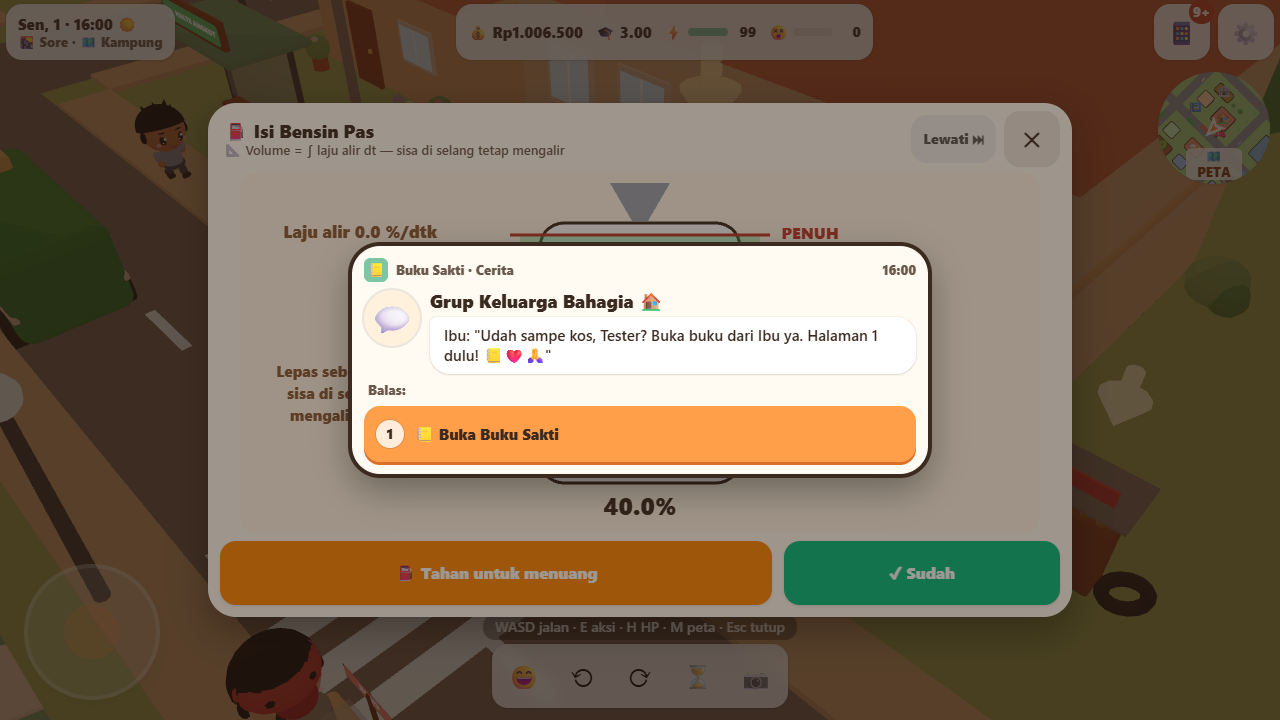 Sen, 1 · 16:00
Sore · Kampung
Rp1.006.500 3.00 99 0
9+
PETA
Isi Bensin Pas
Volume = ∫ laju alir dt — sisa di selang tetap mengalir
Lewati
Laju alir 0.0 %/dtk
PENUH
Buku Sakti · Cerita 16:00
Grup Keluarga Bahagia
Ibu: "Udah sampe kos, Tester? Buka buku dari Ibu ya. Halaman 1
dulu! 📒 💖 🙏"
Balas:
1 Buka Buku Sakti
Lepas seb
sisa di se
mengali
40.0%
Tahan untuk menuang
✓ Sudah
WASD jalan · E aksi · H HP · M peta · Esc tutup